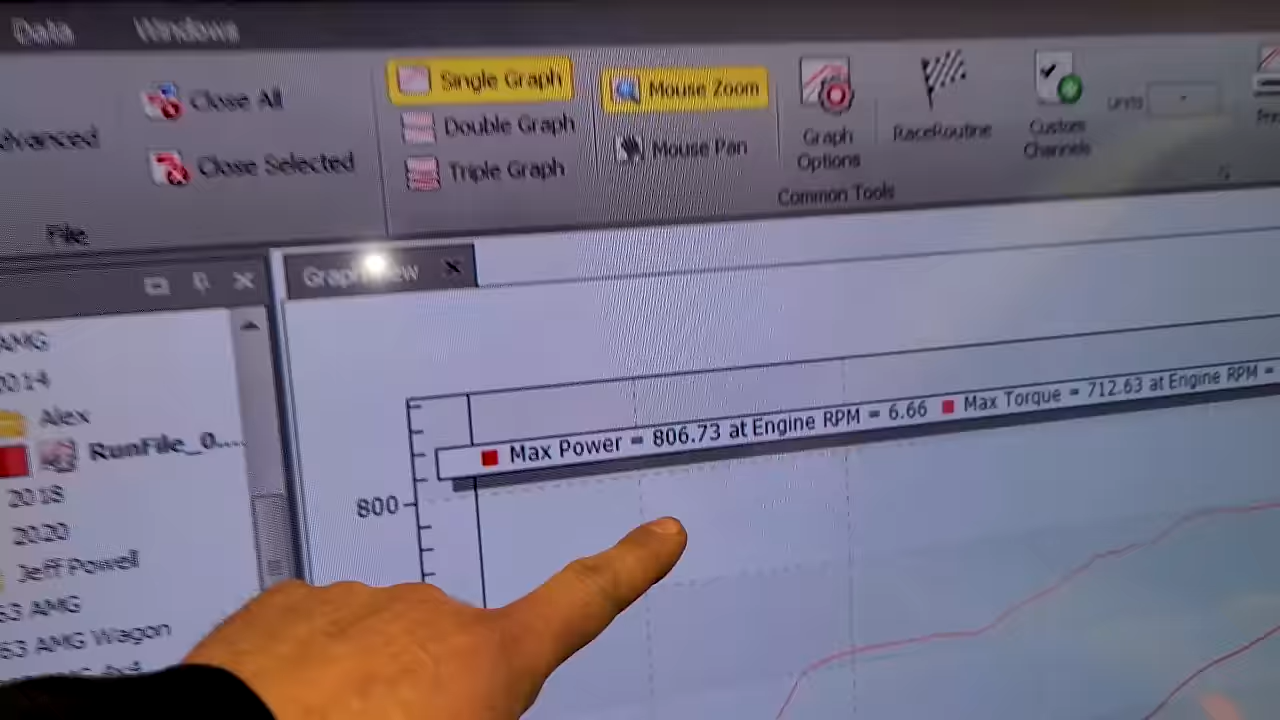 Data Windows
Advanced
Close All
Close Selected
File
Single Graph
Double Graph
Triple Graph
Mouse Zoom
Mouse Pan
Graph
Options
RaceRoutine
Custom
Channels
Units
Common Tools
AMG
2014
Alex
RunFile_0....
2018
2020
Jeff Powell
63 AMG
63 AMG Wagon
Max Power = 806.73 at Engine RPM = 6.66 Max Torque = 712.63 at Engine RPM =
800